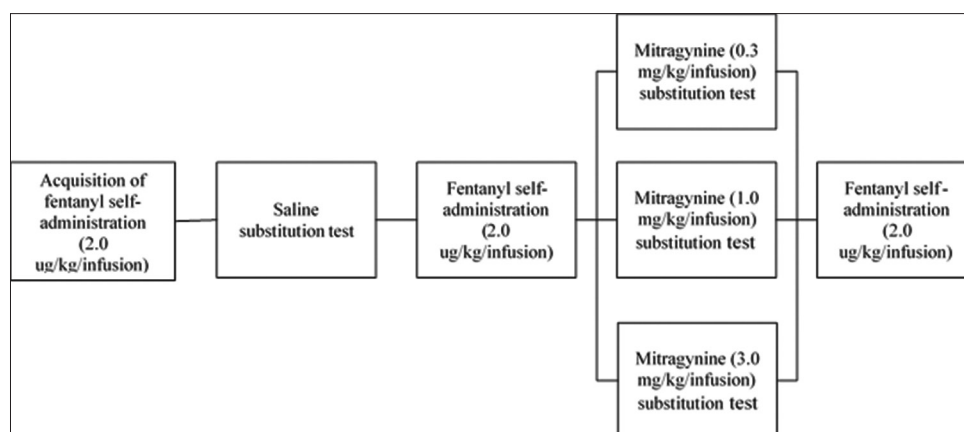 Acquisition of
fentanyl self-
administration
(2.0
ug/kg/infusion)
Saline
substitution test
Fentanyl self-
administration
(2.0
ug/kg/infusion)
Mitragynine (0.3
mg/kg/infusion)
substitution test
Mitragynine (1.0
mg/kg/infusion)
substitution test
Mitragynine (3.0
mg/kg/infusion)
substitution test
Fentanyl self-
administration
(2.0
ug/kg/infusion)